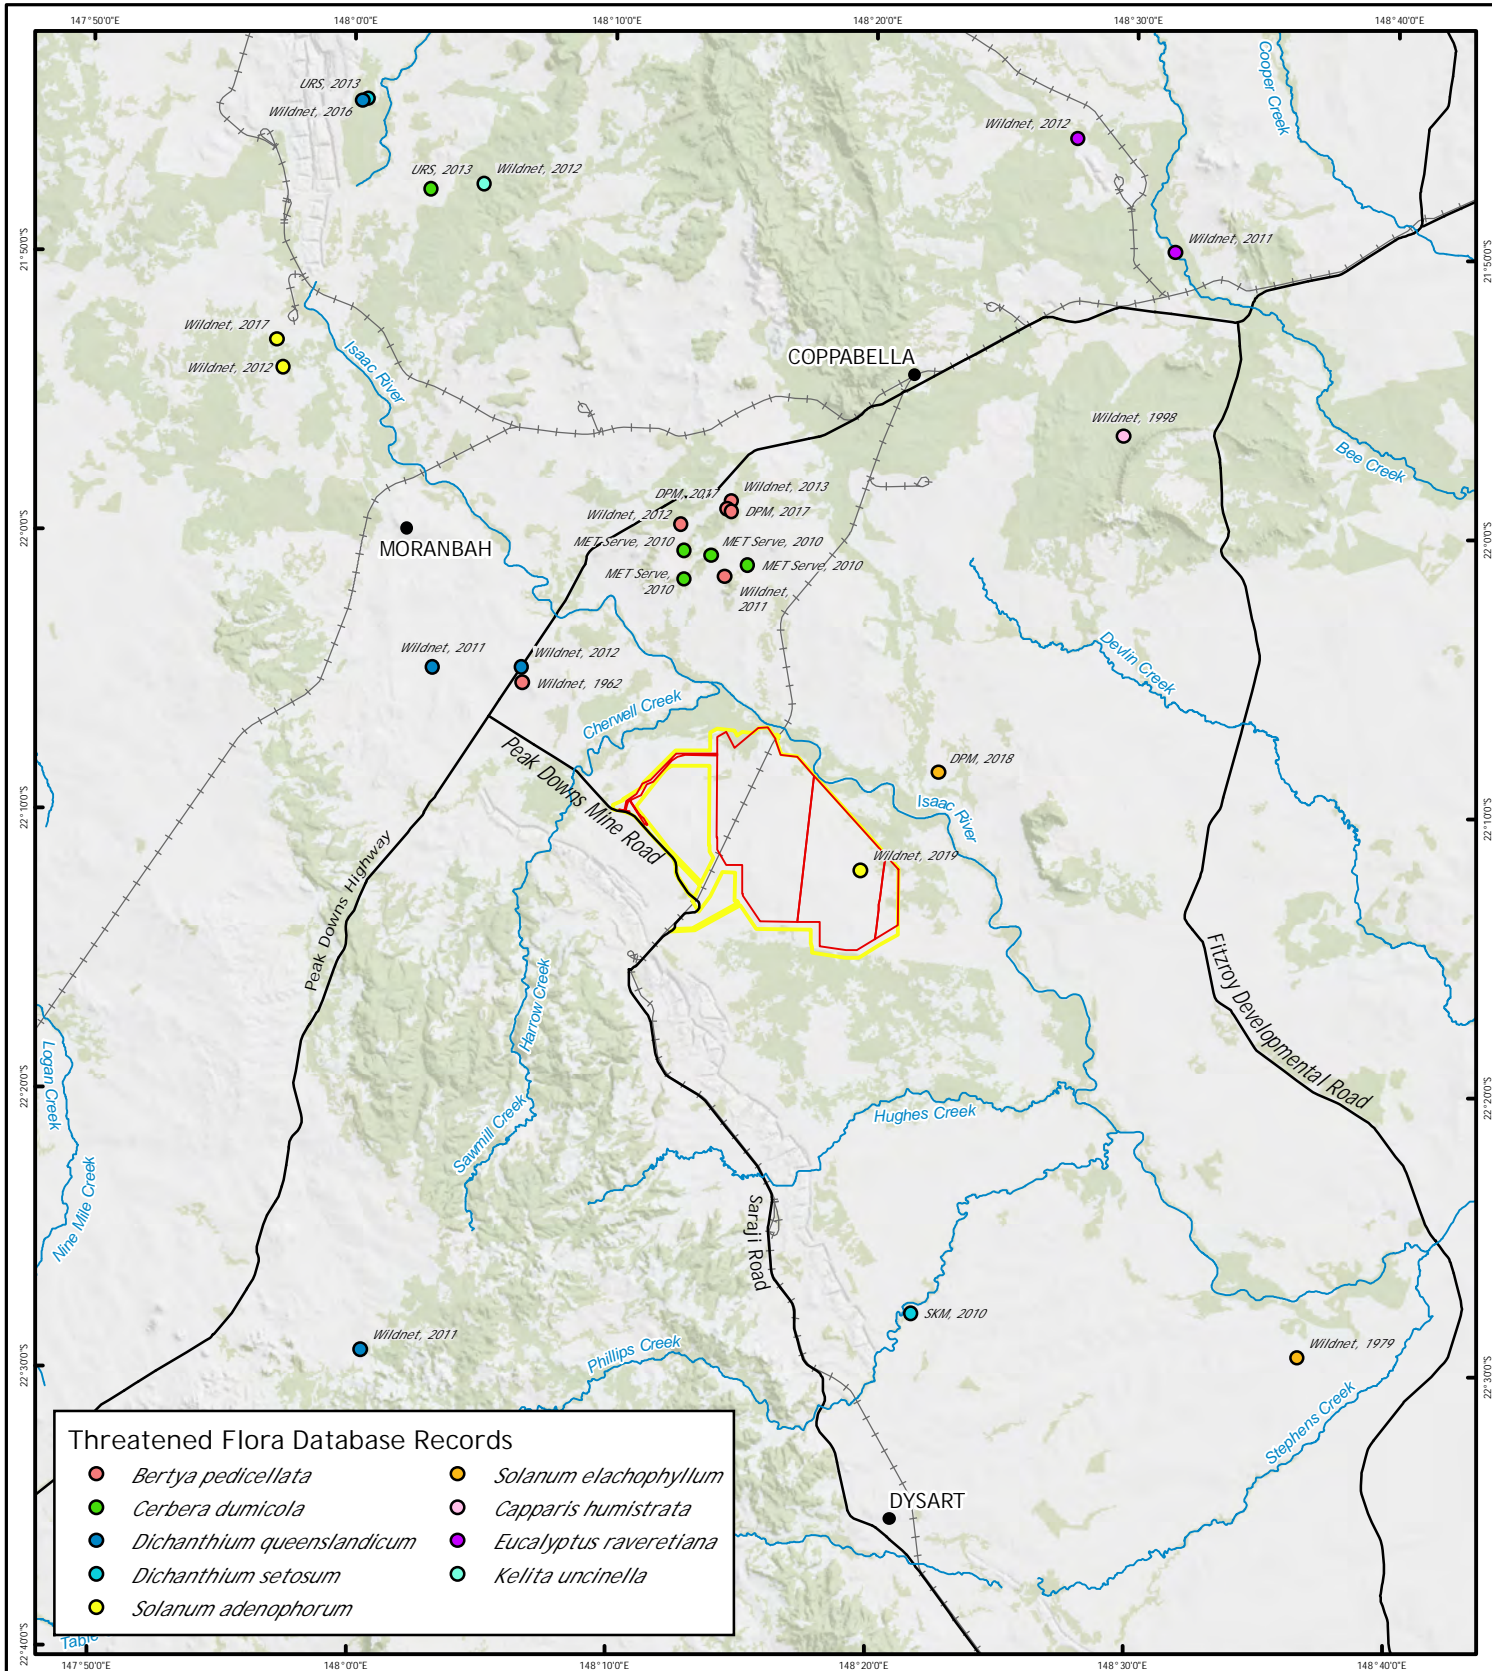 147°50'0"E
148°0'0"E
148°10'0"E
148°20'0"E
148°30'0"E
148°40'0"E
URS, 2013
Wildnet, 2016
Wildnet, 2012
Cooper Creek
URS, 2013
Wildnet, 2012
21°50'0"S
Wildnet, 2011
21°50'0"S
Wildnet, 2017
Wildnet, 2012
Isaac River
COPPABELLA
Wildnet, 1998
Bee Creek
DPM, 2017
Wildnet, 2013
Wildnet, 2012
DPM, 2017
22°0'0"S
MORANBAH
MET Serve, 2010
MET Serve, 2010
22°0'0"S
MET Serve,
2010
MET Serve, 2010
Wildnet,
2011
Wildnet, 2011
Wildnet, 2012
Wildnet, 1962
Devlin Creek
Cherwell Creek
Peak Downs Mine Road
DPM, 2018
22°10'0"S
Isaac River
22°10'0"S
Wildnet, 2019
Peak Downs Highway
Harrow Creek
Fitzroy Developmental Road
Logan Creek
22°20'0"S
Hughes Creek
22°20'0"S
Sawmill Creek
Nine Mile Creek
Saraji Road
SKM, 2010
Wildnet, 2011
Phillips Creek
Wildnet, 1979
22°30'0"S
22°30'0"S
Stephens Creek
Threatened Flora Database Records
Bertya pedicellata
Cerbera dumicola
Dichanthium queenslandicum
Dichanthium setosum
Solanum adenophorum
Solanum elachophyllum
Capparis humistrata
Eucalyptus raveretiana
Kelita uncinella
DYSART
Table
22°40'0"S
22°40'0"S
147°50'0"E
148°0'0"E
148°10'0"E
148°20'0"E
148°30'0"E
148°40'0"E